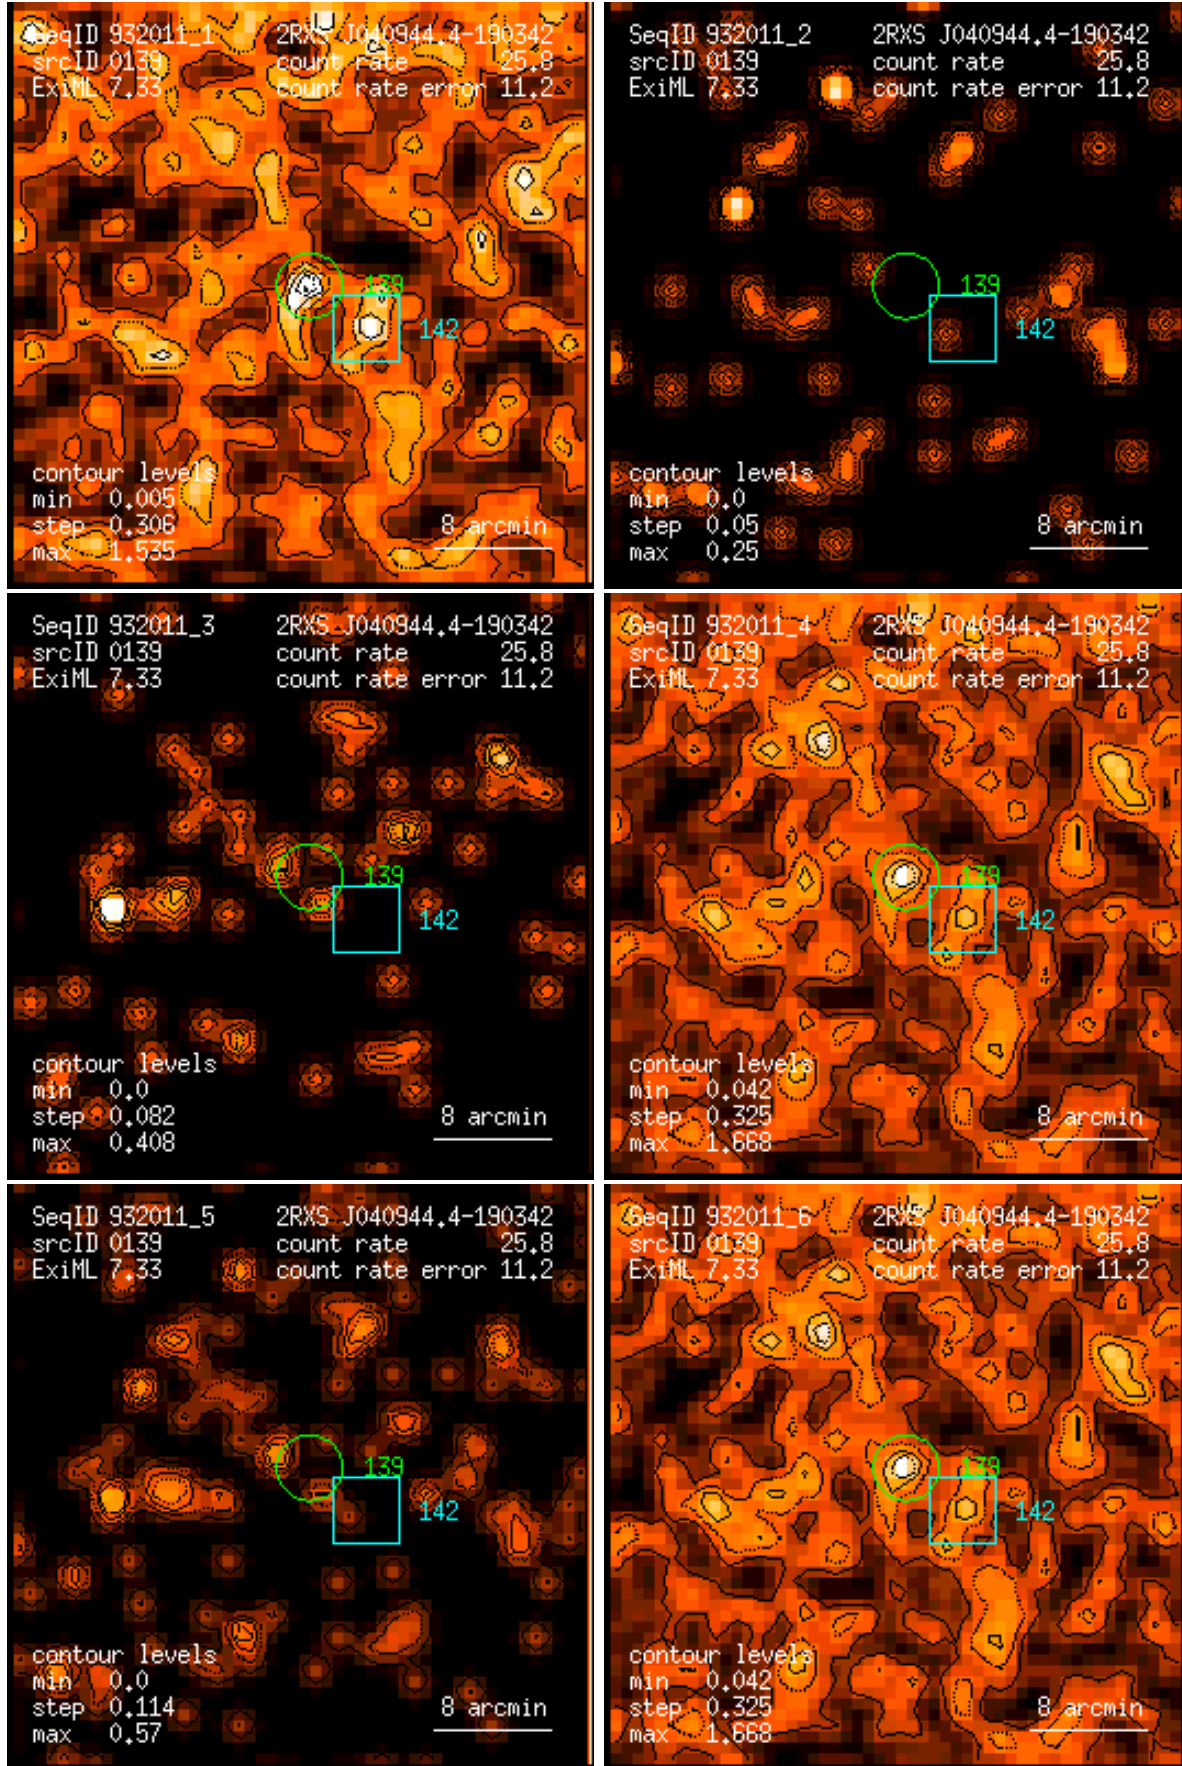 SeqID 932011_1 2RXS J040944.4-190342
srcID 0139 count rate 25.8
ExiML 7.33 count rate error 11.2
139
142
contour levels
min 0.005
step 0.306 8 arcmin
max 1.535
SeqID 932011_2 2RXS J040944.4-190342
srcID 0139 count rate 25.8
ExiML 7.33 count rate error 11.2
139
142
contour levels
min 0.0
step 0.05 8 arcmin
max 0.25
SeqID 932011_3 2RXS J040944.4-190342
srcID 0139 count rate 25.8
ExiML 7.33 count rate error 11.2
139
142
contour levels
min 0.0
step 0.082 8 arcmin
max 0.408
SeqID 932011_4 2RXS J040944.4-190342
srcID 0139 count rate 25.8
ExiML 7.33 count rate error 11.2
139
142
contour levels
min 0.042
step 0.325 8 arcmin
max 1.668
SeqID 932011_5 2RXS J040944.4-190342
srcID 0139 count rate 25.8
ExiML 7.33 count rate error 11.2
139
142
contour levels
min 0.0
step 0.114 8 arcmin
max 0.57
SeqID 932011_6 2RXS J040944.4-190342
srcID 0139 count rate 25.8
ExiML 7.33 count rate error 11.2
139
142
contour levels
min 0.042
step 0.325 8 arcmin
max 1.668